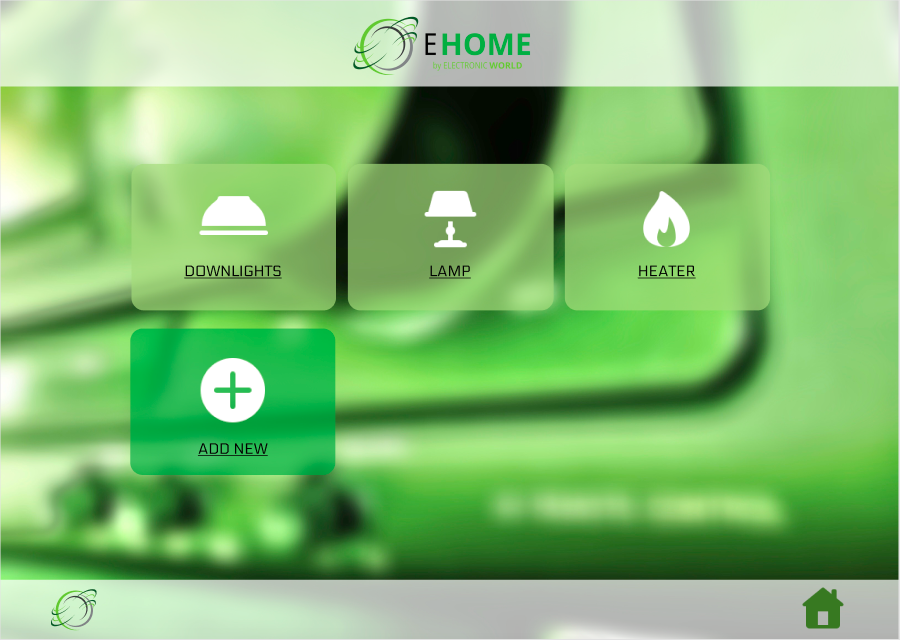 EHOME
by ELECTRONIC WORLD
DOWNLIGHTS
LAMP
HEATER
ADD NEW